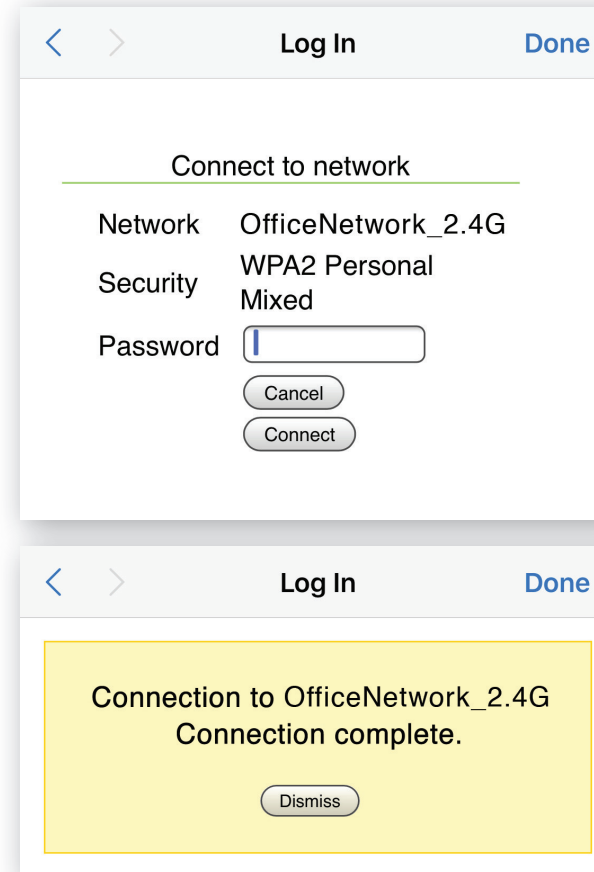 Log In Done
Connect to network
Network OfficeNetwork_2.4G
Security WPA2 Personal
Mixed
Password
Cancel
Connect
Log In Done
Connection to OfficeNetwork_2.4G
Connection complete.
Dismiss